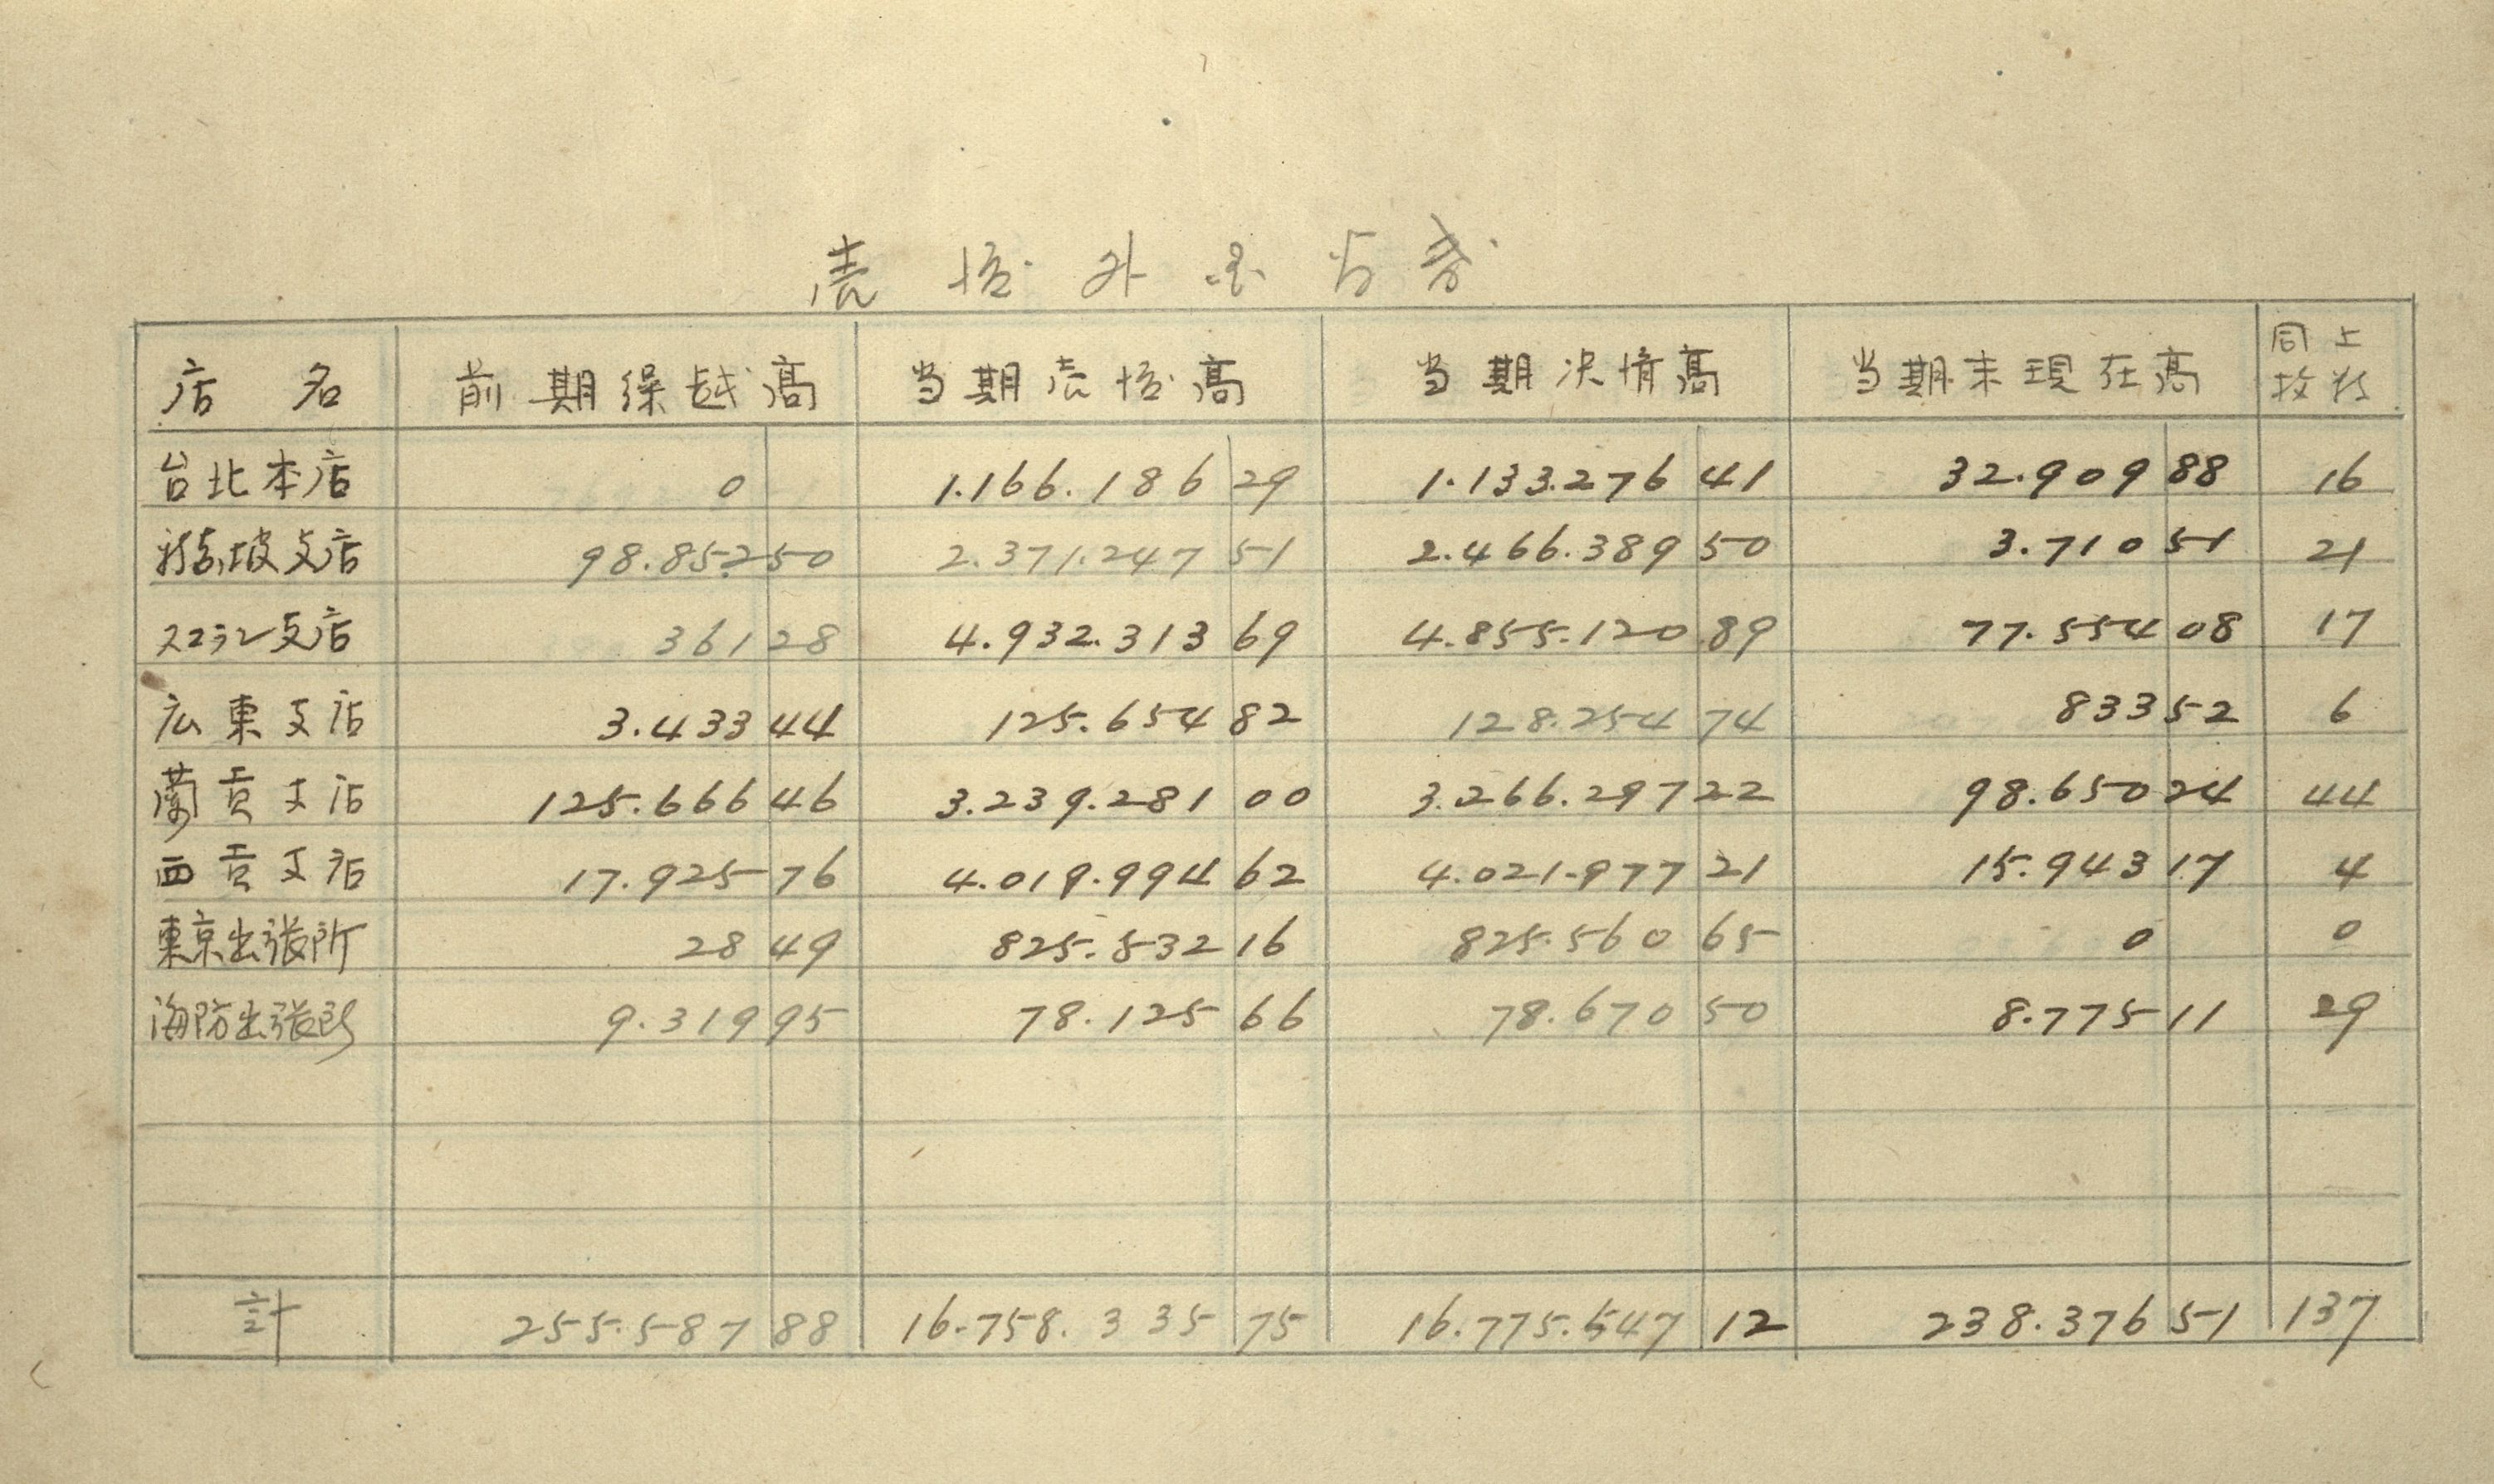 売渡外国為替
店名 前期繰越高 当期売渡高 当期決済高 当期末現在高 同上枚数
台北本店 0 1.166.186 29 1.133.276 41 32.909 88 16
新嘉坡支店 98.852 50 2.371.247 51 2.466.389 50 3.710 51 21
支店 361 28 4.932.313 69 4.855.120 89 77.554 08 17
広東支店 3.433 44 125.654 82 128.254 74 833 52 6
蘭貢支店 125.666 46 3.239.281 00 3.266.297 22 98.650 24 44
西貢支店 17.925 76 4.019.994 62 4.021.977 21 15.943 17 4
東京出張所 28 49 825.532 16 825.560 65 0 0
海防出張所 9.319 95 78.125 66 78.670 50 8.775 11 29
計 255.587 88 16.758.335 75 16.775.547 12 238.376 51 137